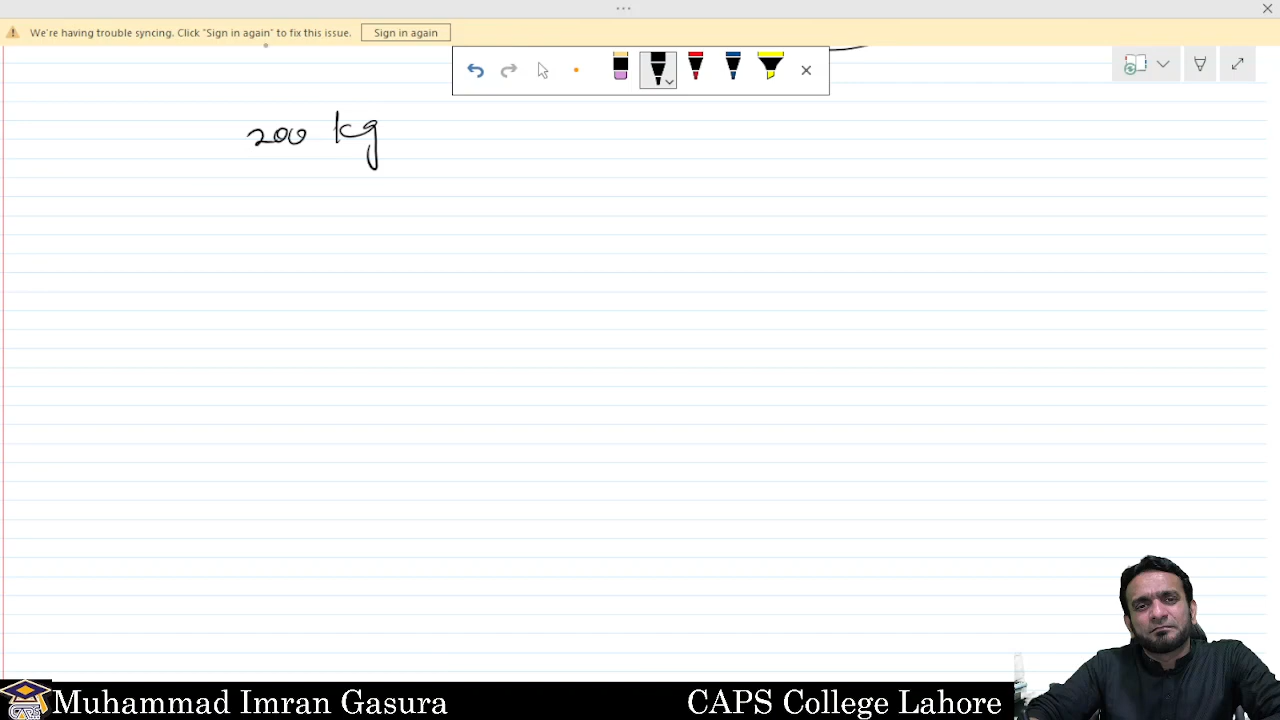 We're having trouble syncing. Click "Sign in again" to fix this issue. Sign in again
200 kg
Muhammad Imran Gasura CAPS College Lahore